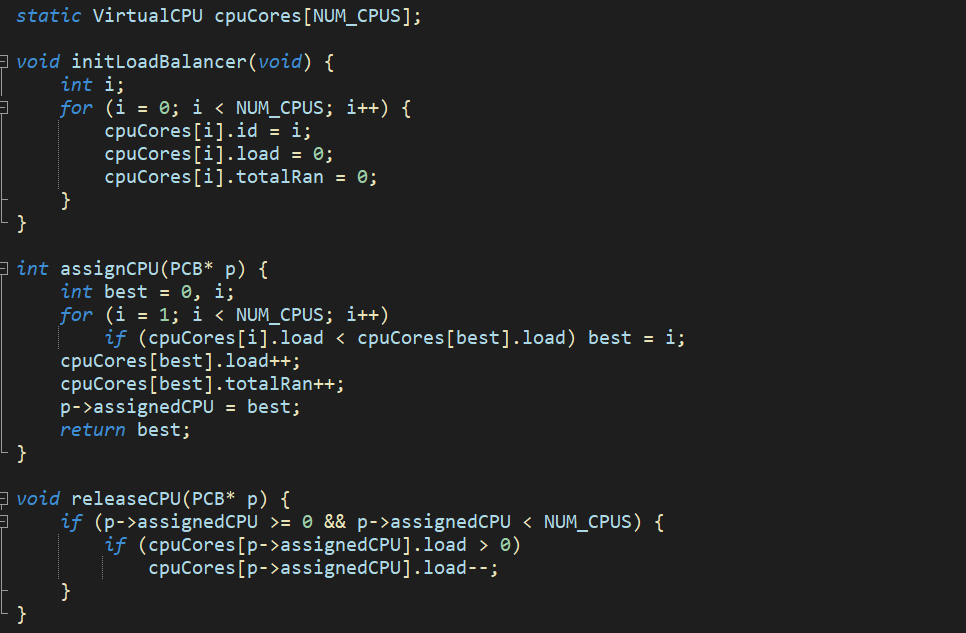 static VirtualCPU cpuCores[NUM_CPUS];
void initLoadBalancer(void) {
    int i;
    for (i = 0; i < NUM_CPUS; i++) {
        cpuCores[i].id = i;
        cpuCores[i].load = 0;
        cpuCores[i].totalRan = 0;
    }
}
int assignCPU(PCB* p) {
    int best = 0, i;
    for (i = 1; i < NUM_CPUS; i++)
        if (cpuCores[i].load < cpuCores[best].load) best = i;
    cpuCores[best].load++;
    cpuCores[best].totalRan++;
    p->assignedCPU = best;
    return best;
}
void releaseCPU(PCB* p) {
    if (p->assignedCPU >= 0 && p->assignedCPU < NUM_CPUS) {
        if (cpuCores[p->assignedCPU].load > 0)
            cpuCores[p->assignedCPU].load--;
    }
}